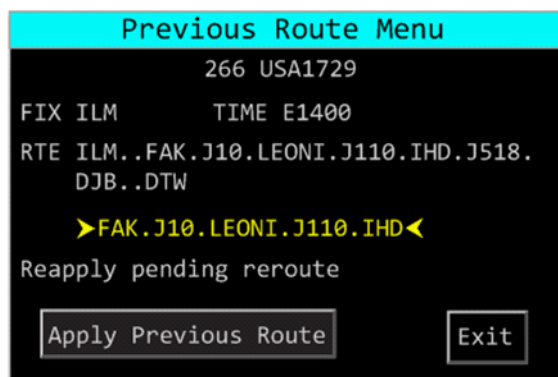 Previous Route Menu
266 USA1729
FIX ILM TIME E1400
RTE ILM..FAK.J10.LEONI.J110.IHD.J518.
DJB..DTW
➤FAK.J10.LEONI.J110.IHD⮜
Reapply pending reroute
Apply Previous Route Exit